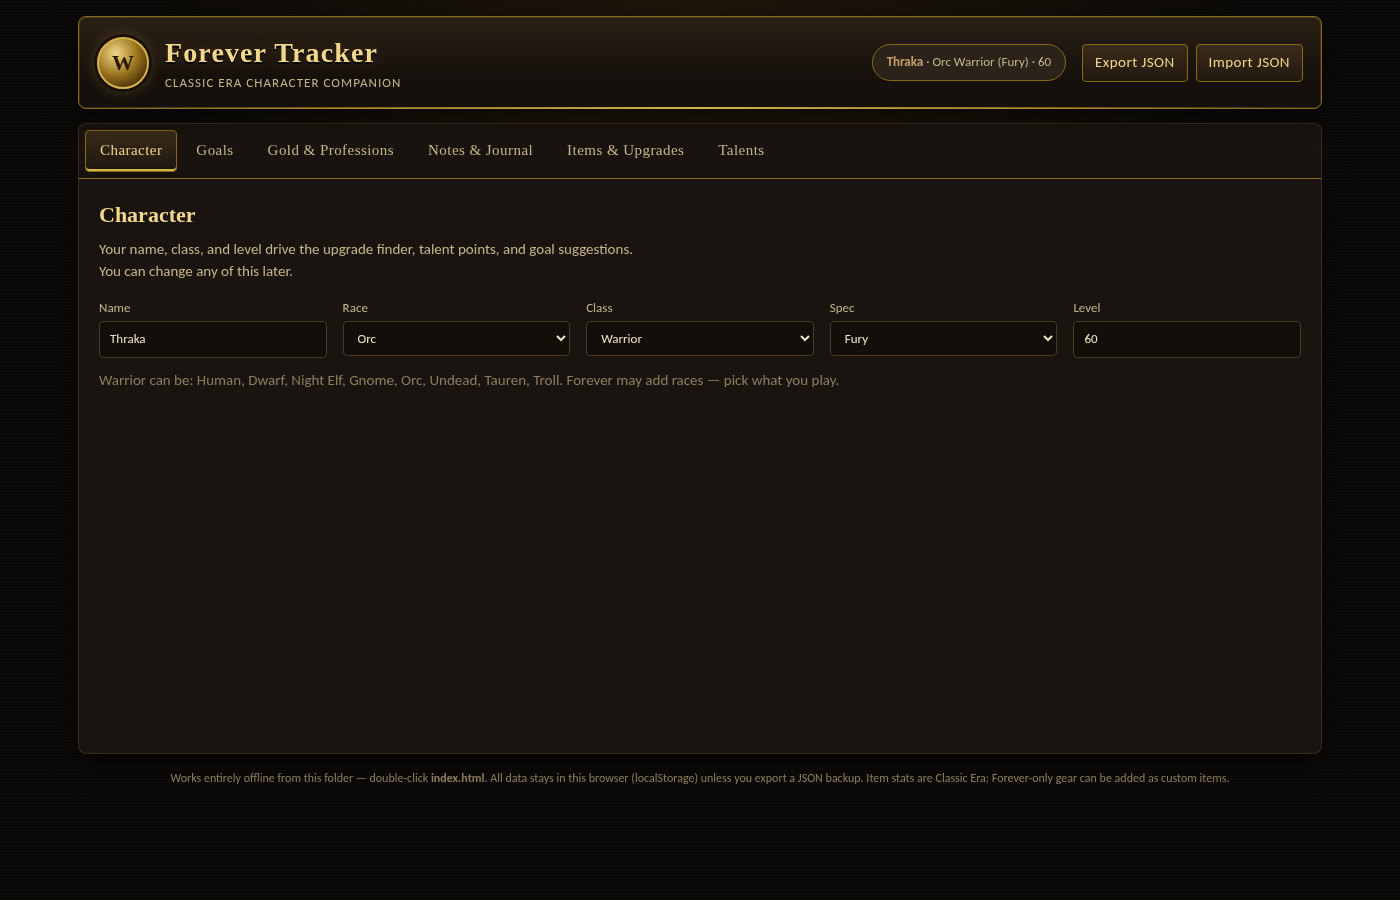 W
Forever Tracker
CLASSIC ERA CHARACTER COMPANION
Thraka · Orc Warrior (Fury) · 60
Export JSON
Import JSON
Character
Goals
Gold & Professions
Notes & Journal
Items & Upgrades
Talents
Character
Your name, class, and level drive the upgrade finder, talent points, and goal suggestions.
You can change any of this later.
Name
Race
Class
Spec
Level
Thraka
Orc
Warrior
Fury
60
Warrior can be: Human, Dwarf, Night Elf, Gnome, Orc, Undead, Tauren, Troll. Forever may add races — pick what you play.
Works entirely offline from this folder — double-click index.html. All data stays in this browser (localStorage) unless you export a JSON backup. Item stats are Classic Era; Forever-only gear can be added as custom items.